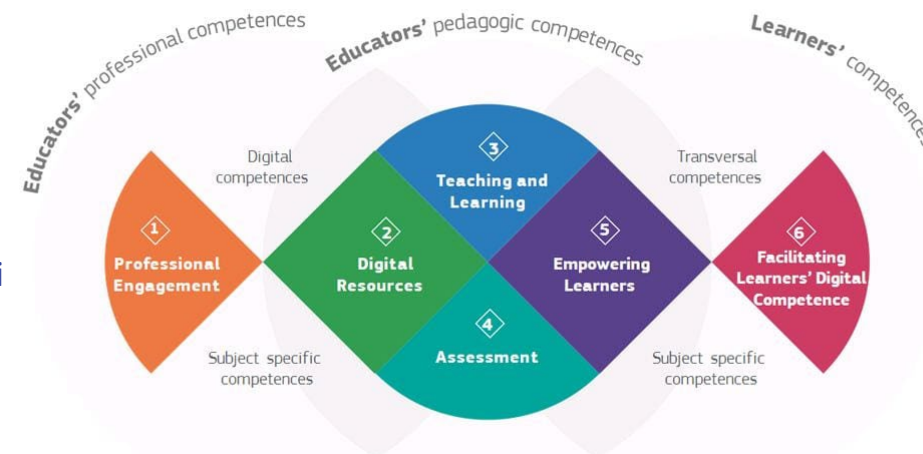 Educators' professional competences
Educators' pedagogic competences
Learners' competences
Digital
competences
Transversal
competences
1
Professional
Engagement
2
Digital
Resources
3
Teaching and
Learning
4
Assessment
5
Empowering
Learners
6
Facilitating
Learners' Digital
Competence
Subject specific
competences
Subject specific
competences
i